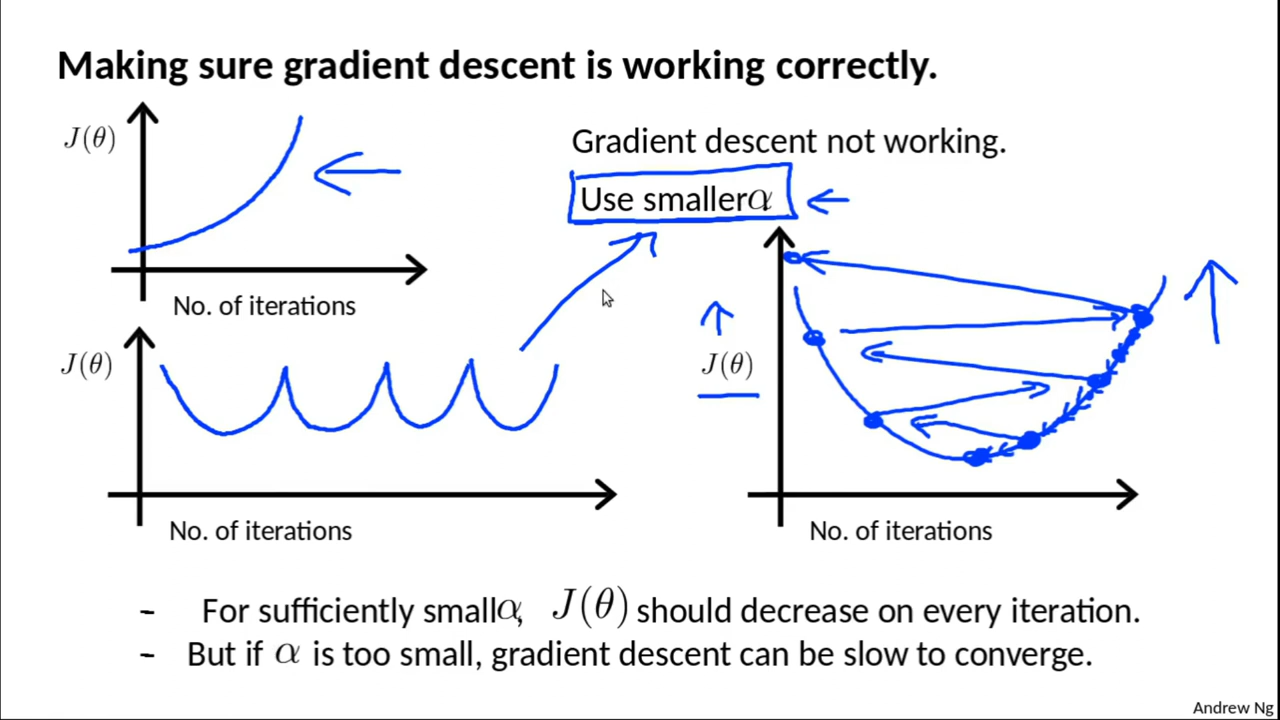 Making sure gradient descent is working correctly.
J(θ)
No. of iterations
Gradient descent not working.
Use smaller α
J(θ)
No. of iterations
J(θ)
No. of iterations
- For sufficiently small α, J(θ) should decrease on every iteration.
- But if α is too small, gradient descent can be slow to converge.
Andrew Ng